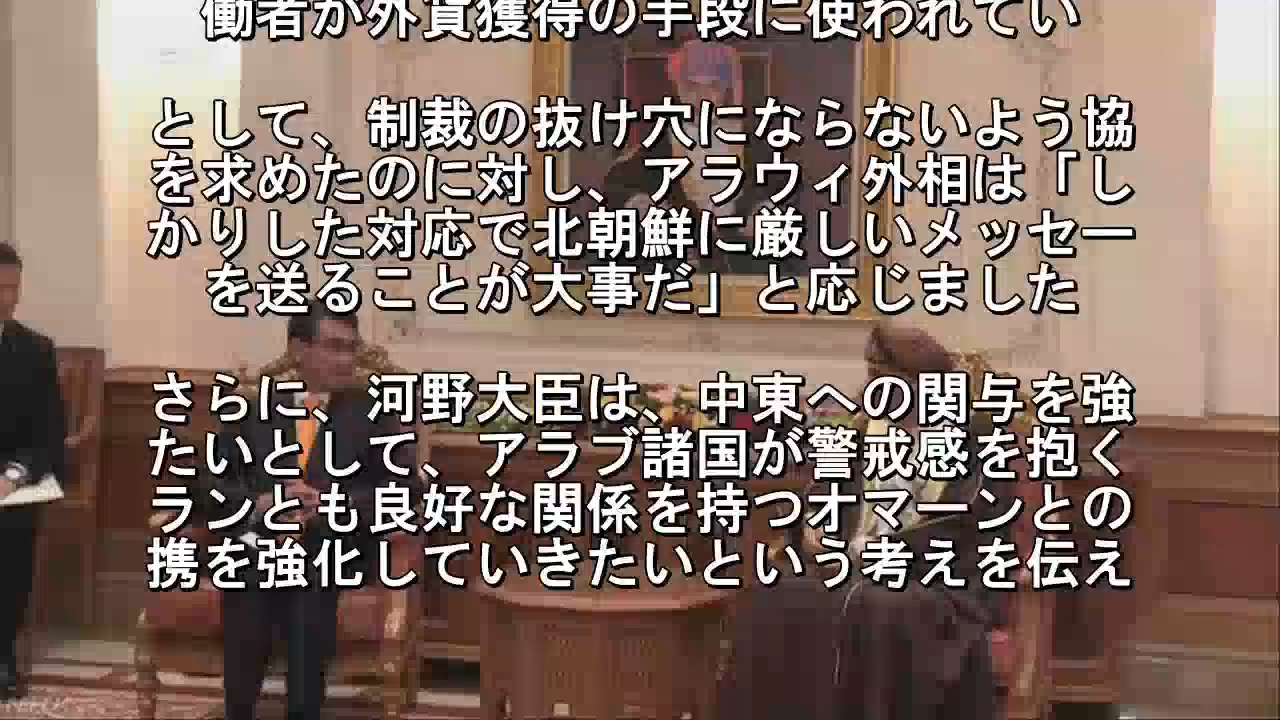 働者が外貨獲得の手段に使われてい
として、制裁の抜け穴にならないよう協
を求めたのに対し、アラウィ外相は「し
かりした対応で北朝鮮に厳しいメッセー
を送ることが大事だ」と応じました
さらに、河野大臣は、中東への関与を強
たいとして、アラブ諸国が警戒感を抱く
ランとも良好な関係を持つオマーンとの
携を強化していきたいという考えを伝え
NHK